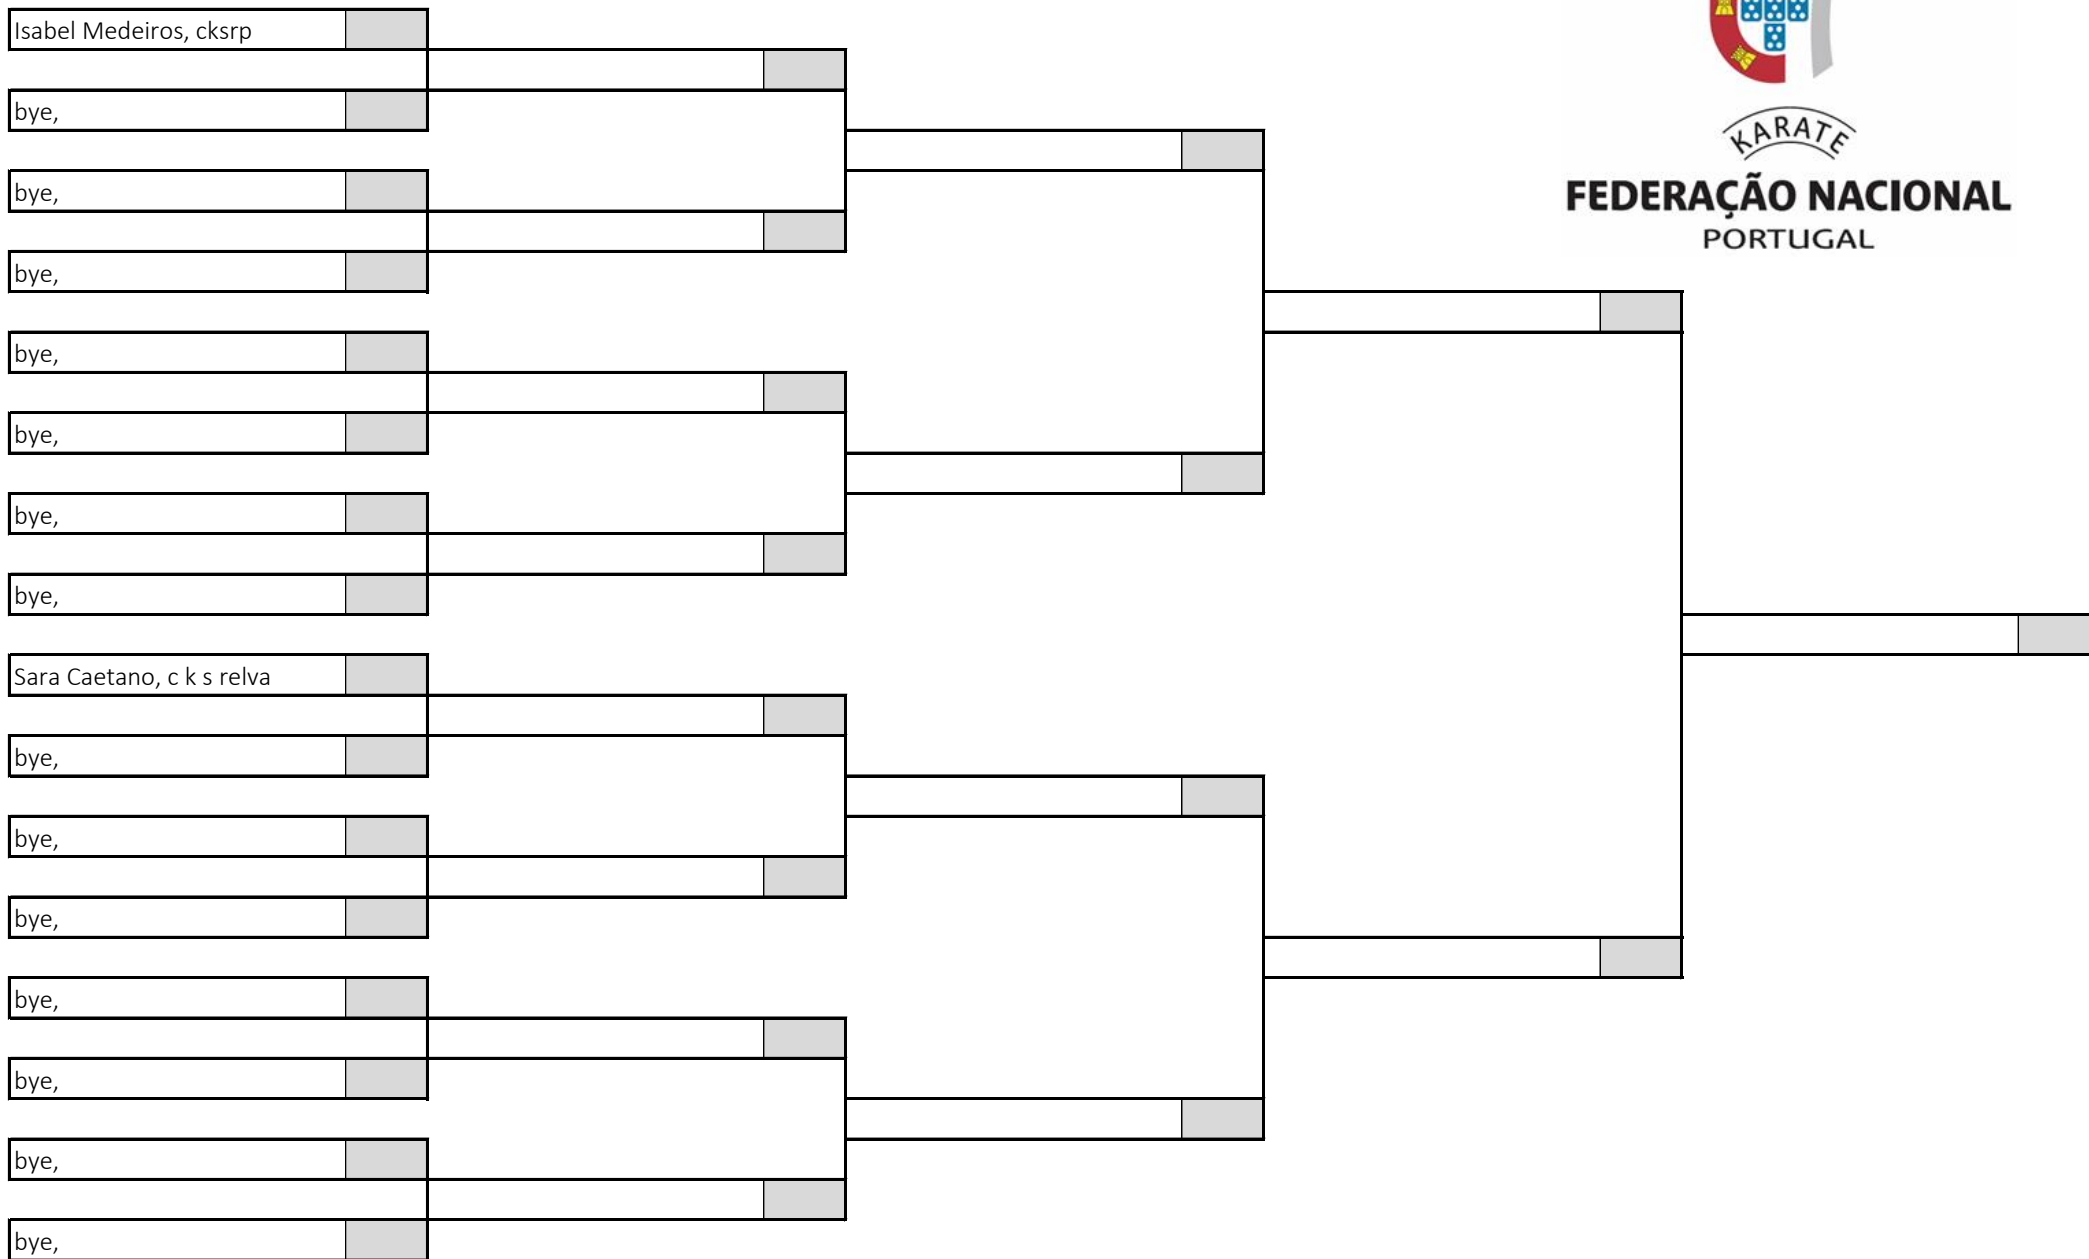 Isabel Medeiros, cksrp
bye,
bye,
bye,
bye,
bye,
bye,
bye,
Sara Caetano, c k s relva
bye,
bye,
bye,
bye,
bye,
bye,
bye,
KARATE
FEDERAÇÃO NACIONAL
PORTUGAL